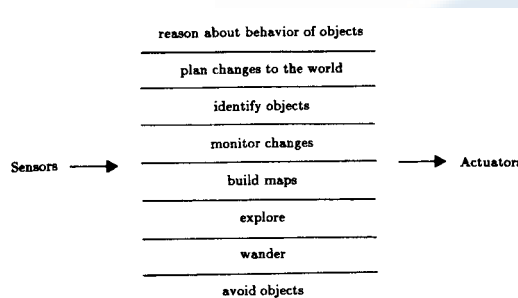 reason about behavior of objects
plan changes to the world
identify objects
monitor changes
Sensors
Actuators
build maps
explore
wander
avoid objects